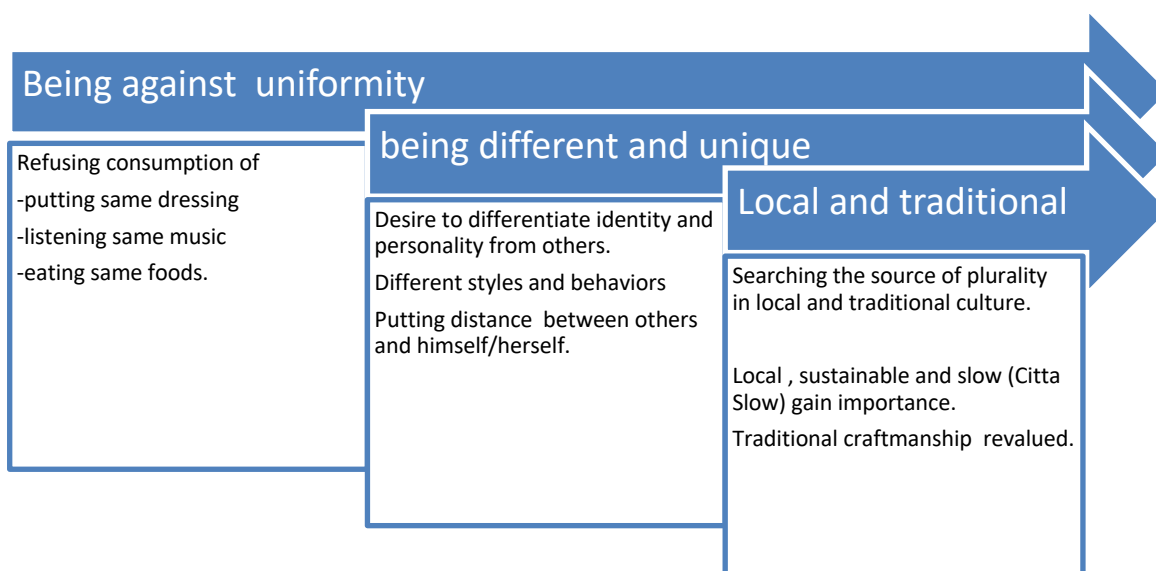 Being against  uniformity
Refusing consumption of
-putting same dressing
-listening same music
-eating same foods.
being different and unique
Desire to differentiate identity and
personality from others.
Different styles and behaviors
Putting distance  between others
and himself/herself.
Local and traditional
Searching the source of plurality
in local and traditional culture.
Local , sustainable and slow (Citta
Slow) gain importance.
Traditional craftmanship  revalued.